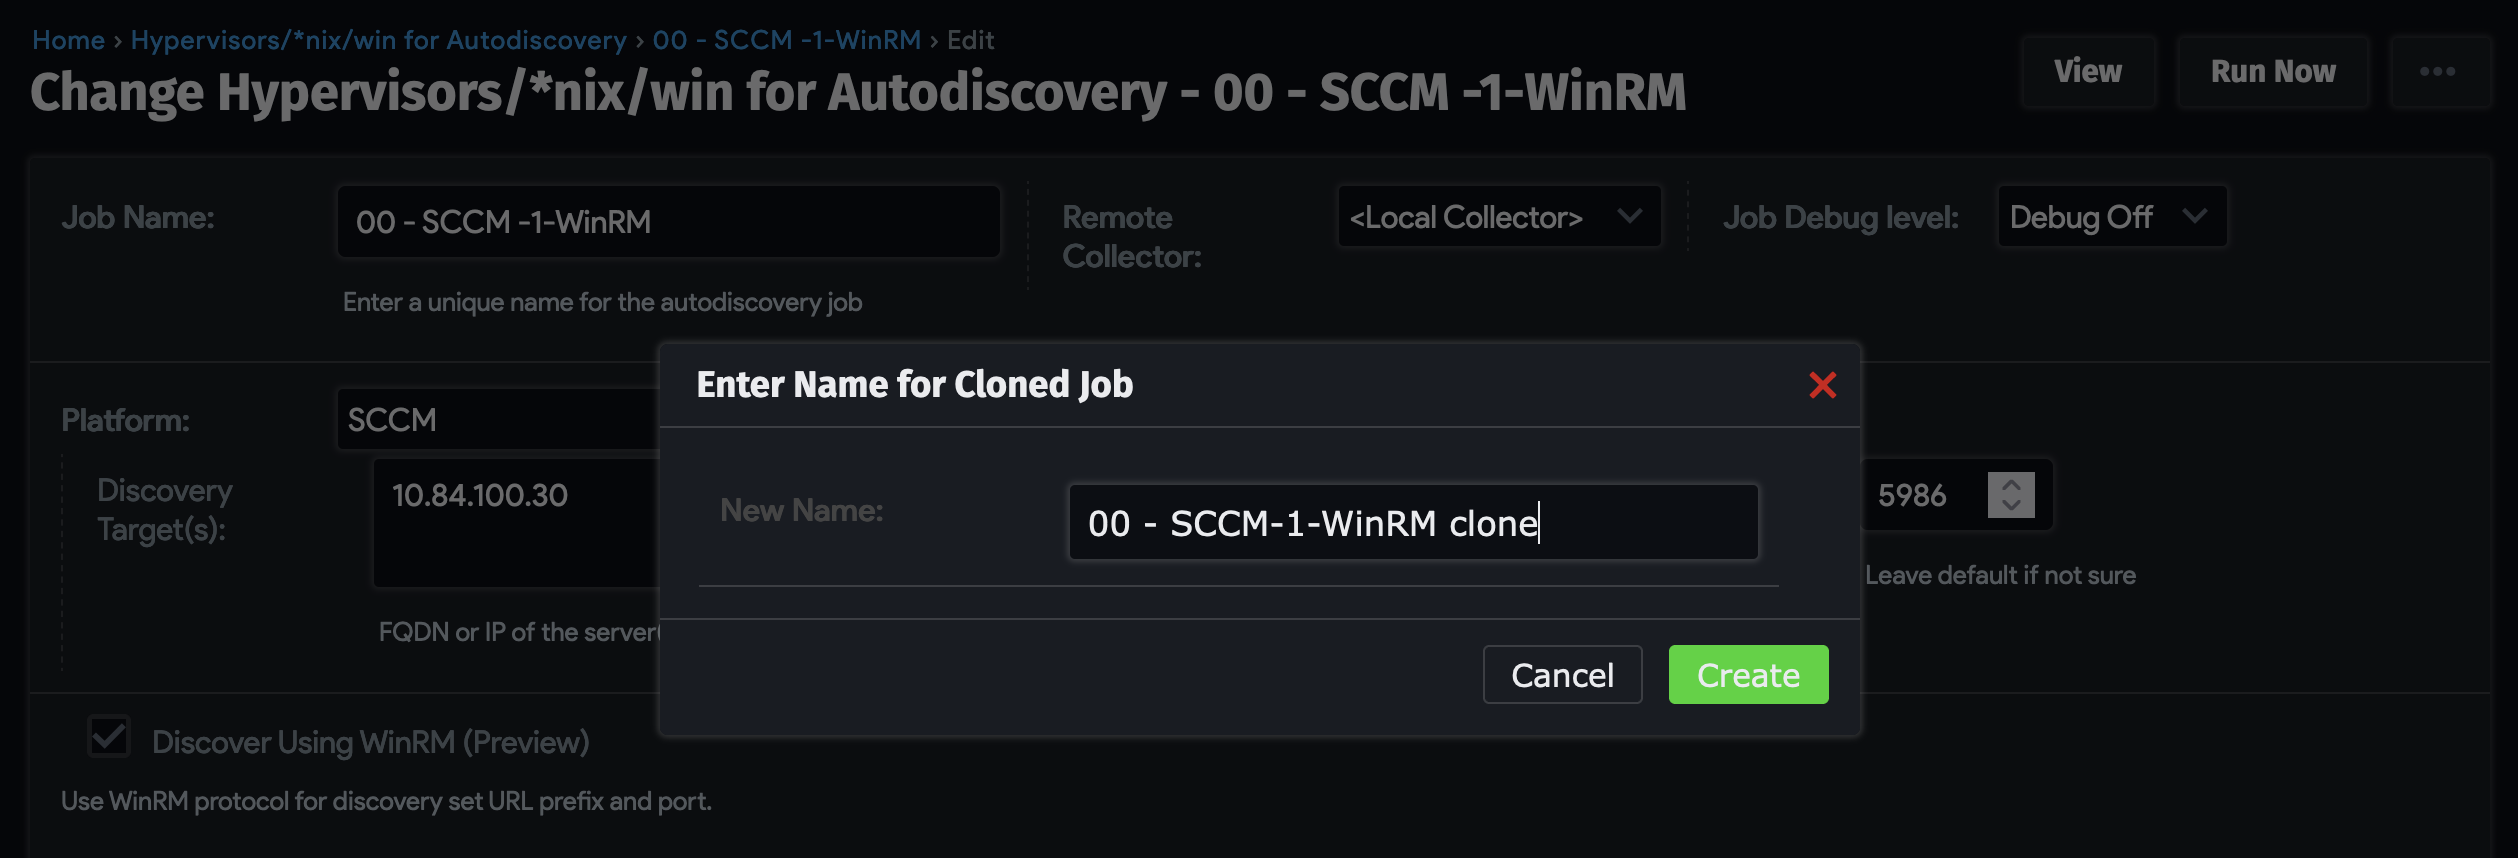 Home › Hypervisors/*nix/win for Autodiscovery › 00 - SCCM -1-WinRM › Edit
Change Hypervisors/*nix/win for Autodiscovery - 00 - SCCM -1-WinRM
View
Run Now
Job Name:
00 - SCCM -1-WinRM
Enter a unique name for the autodiscovery job
Remote
Collector:
<Local Collector>
Job Debug level:
Debug Off
Platform:
SCCM
Discovery
Target(s):
10.84.100.30
FQDN or IP of the server(
5986
Leave default if not sure
Enter Name for Cloned Job
New Name:
00 - SCCM-1-WinRM clone
Cancel
Create
Discover Using WinRM (Preview)
Use WinRM protocol for discovery set URL prefix and port.